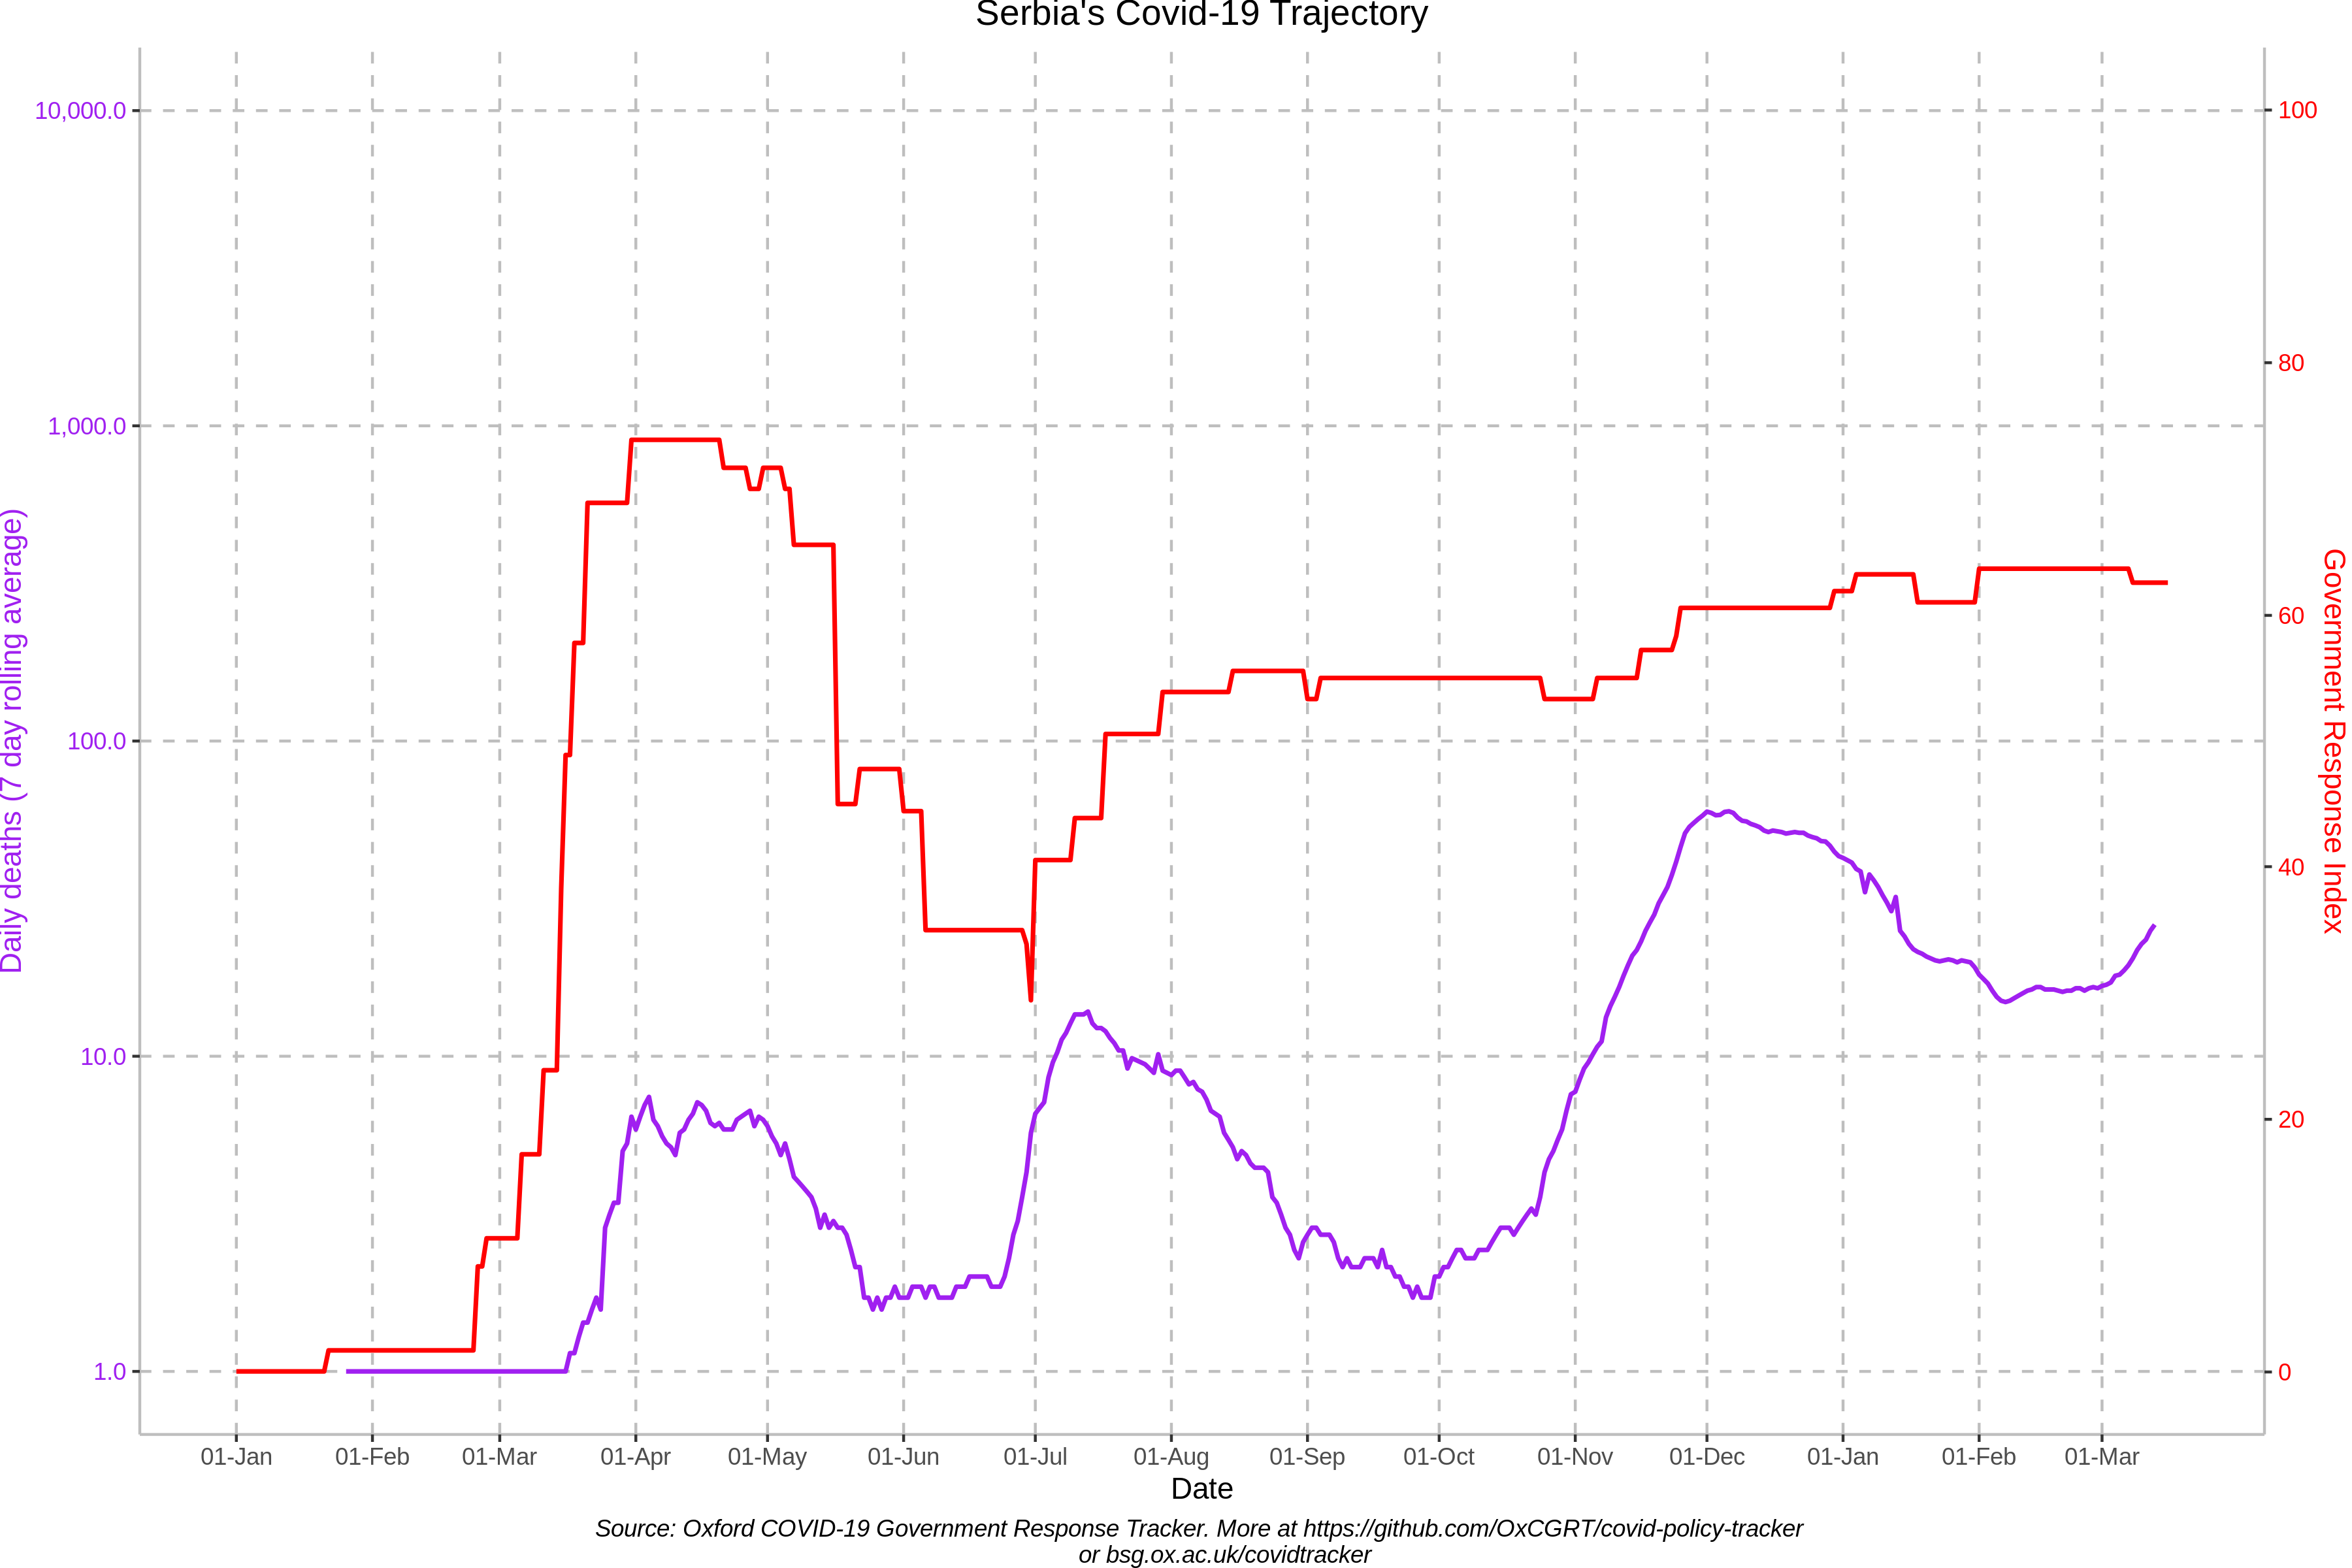 Serbia's Covid-19 Trajectory
10,000.0
1,000.0
100.0
10.0
1.0
Daily deaths (7 day rolling average)
100
80
60
40
20
0
Government Response Index
01-Jan 01-Feb 01-Mar 01-Apr 01-May 01-Jun 01-Jul 01-Aug 01-Sep 01-Oct 01-Nov 01-Dec 01-Jan 01-Feb 01-Mar
Date
Source: Oxford COVID-19 Government Response Tracker. More at https://github.com/OxCGRT/covid-policy-tracker
or bsg.ox.ac.uk/covidtracker